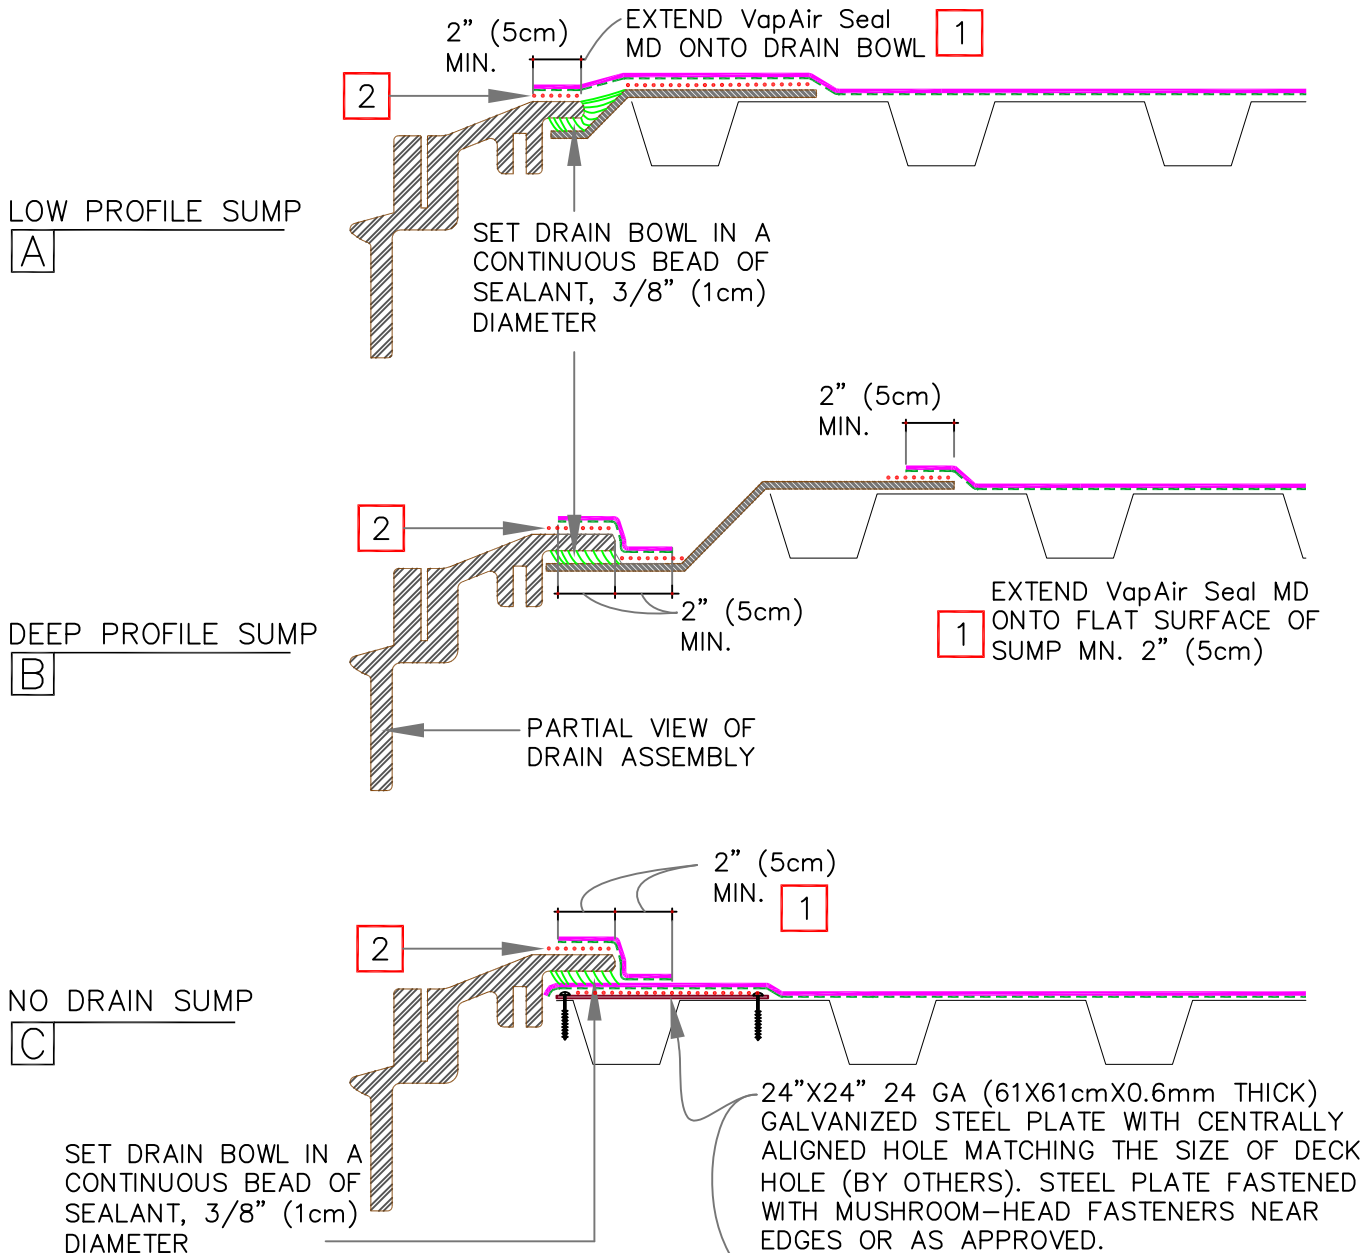 2” (5cm)
MIN.
EXTEND VapAir Seal
MD ONTO DRAIN BOWL
1
2
LOW PROFILE SUMP
A
SET DRAIN BOWL IN A
CONTINUOUS BEAD OF
SEALANT, 3/8” (1cm)
DIAMETER
2” (5cm)
MIN.
2
2” (5cm)
MIN.
EXTEND VapAir Seal MD
ONTO FLAT SURFACE OF
SUMP MN. 2” (5cm)
1
DEEP PROFILE SUMP
B
PARTIAL VIEW OF
DRAIN ASSEMBLY
2” (5cm)
MIN.
1
2
NO DRAIN SUMP
C
24”X24” 24 GA (61X61cmX0.6mm THICK)
GALVANIZED STEEL PLATE WITH CENTRALLY
ALIGNED HOLE MATCHING THE SIZE OF DECK
HOLE (BY OTHERS). STEEL PLATE FASTENED
WITH MUSHROOM–HEAD FASTENERS NEAR
EDGES OR AS APPROVED.
SET DRAIN BOWL IN A
CONTINUOUS BEAD OF
SEALANT, 3/8” (1cm)
DIAMETER